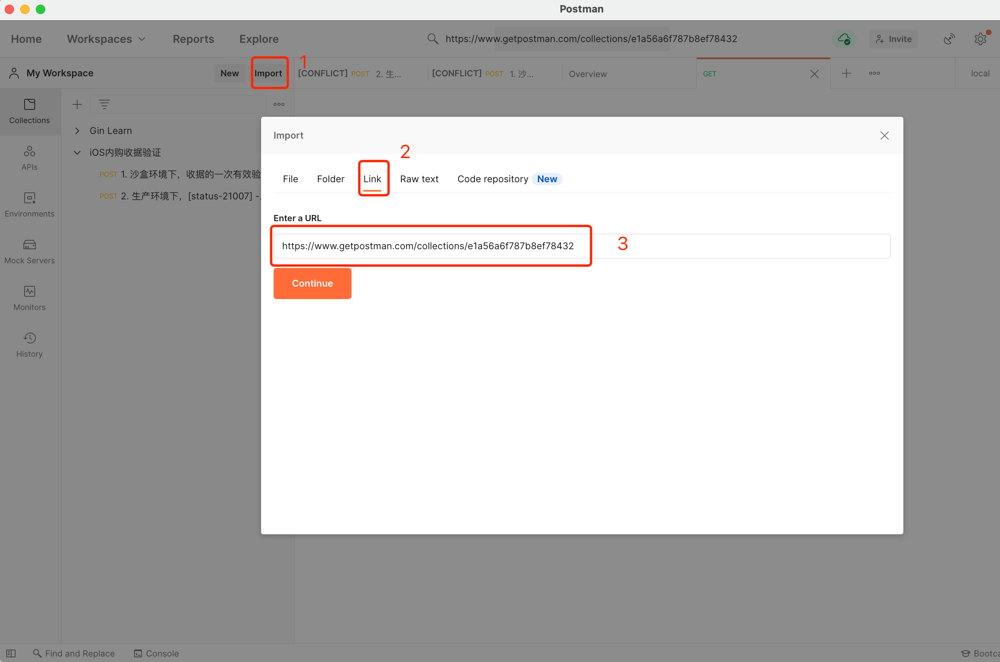 Postman
Home Workspaces Reports Explore https://www.getpostman.com/collections/e1a56a6f787b8ef78432 Invite
My Workspace New Import 1 [CONFLICT] POST 2. 生... [CONFLICT] POST 1. 沙... Overview GET local
Collections
Gin Learn
Import
iOS内购收据验证
2
APIs
POST 1. 沙盒环境下，收据的一次有效验
File Folder Link Raw text Code repository New
POST 2. 生产环境下，[status-21007] -.
Environments
Enter a URL
https://www.getpostman.com/collections/e1a56a6f787b8ef78432 3
Mock Servers
Continue
Monitors
History
Find and Replace Console Bootca